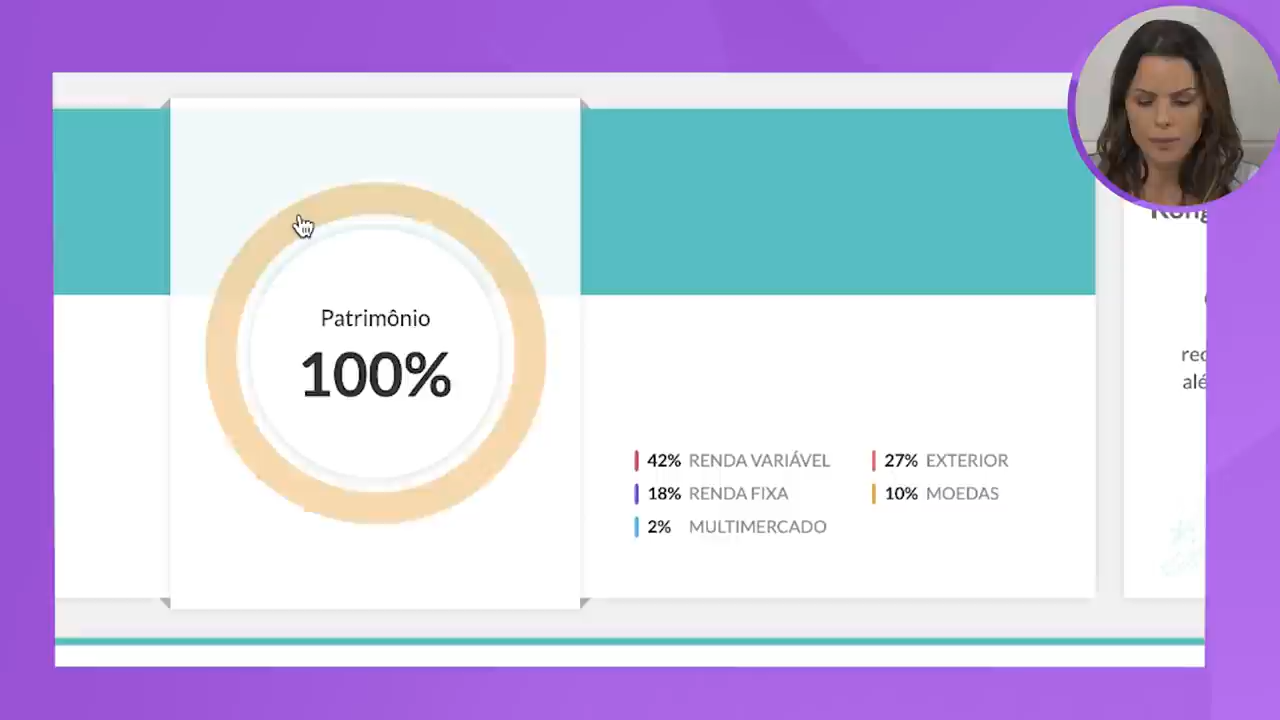 Patrimônio
100%
42% RENDA VARIÁVEL
27% EXTERIOR
18% RENDA FIXA
10% MOEDAS
2% MULTIMERCADO